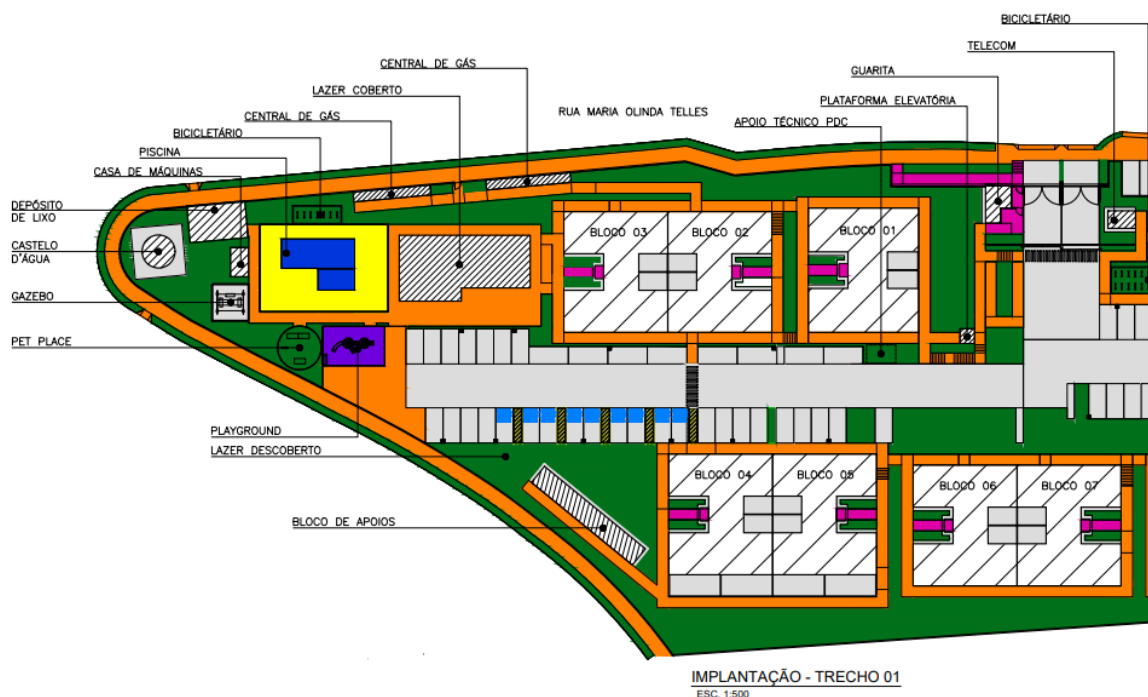 BICICLETÁRIO
TELECOM
CENTRAL DE GÁS
GUARITA
LAZER COBERTO
PLATAFORMA ELEVATÓRIA
RUA MARIA OLINDA TELLES
CENTRAL DE GÁS
APOIO TÉCNICO PDC
BICICLETÁRIO
PISCINA
CASA DE MÁQUINAS
DEPÓSITO
DE LIXO
CASTELO
D'ÁGUA
GAZEBO
PET PLACE
BLOCO 03
BLOCO 02
BLOCO 01
PLAYGROUND
LAZER DESCOBERTO
BLOCO DE APOIOS
BLOCO 04
BLOCO 05
BLOCO 06
BLOCO 07
IMPLANTAÇÃO - TRECHO 01
ESC. 1:500